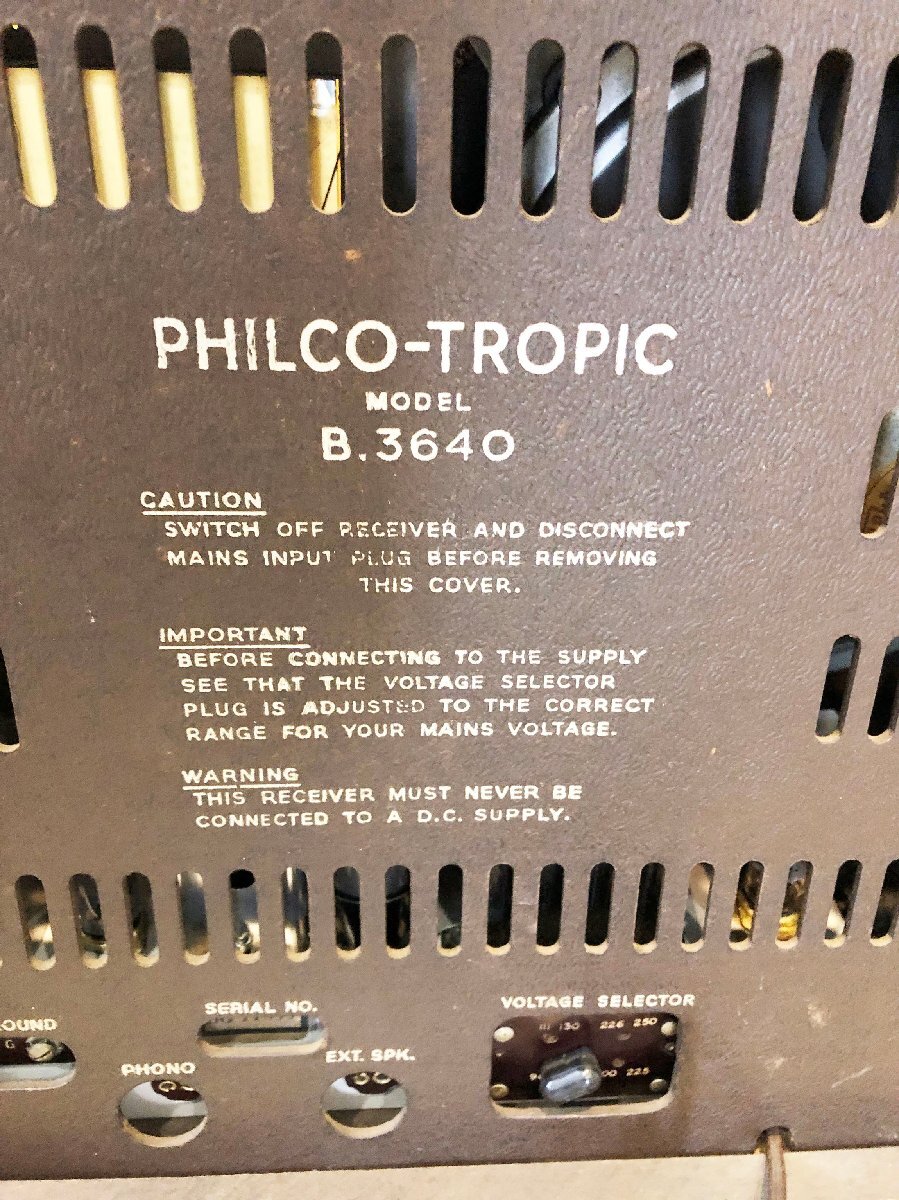 PHILCO-TROPIC
MODEL
B.3640
CAUTION
SWITCH OFF RECEIVER AND DISCONNECT
MAINS INPUT PLUG BEFORE REMOVING
THIS COVER.
IMPORTANT
BEFORE CONNECTING TO THE SUPPLY
SEE THAT THE VOLTAGE SELECTOR
PLUG IS ADJUSTED TO THE CORRECT
RANGE FOR YOUR MAINS VOLTAGE.
WARNING
THIS RECEIVER MUST NEVER BE
CONNECTED TO A D.C. SUPPLY.
VOLTAGE SELECTOR
SERIAL NO.
130 226 250
OUND
G
EXT. SPK.
PHONO
225